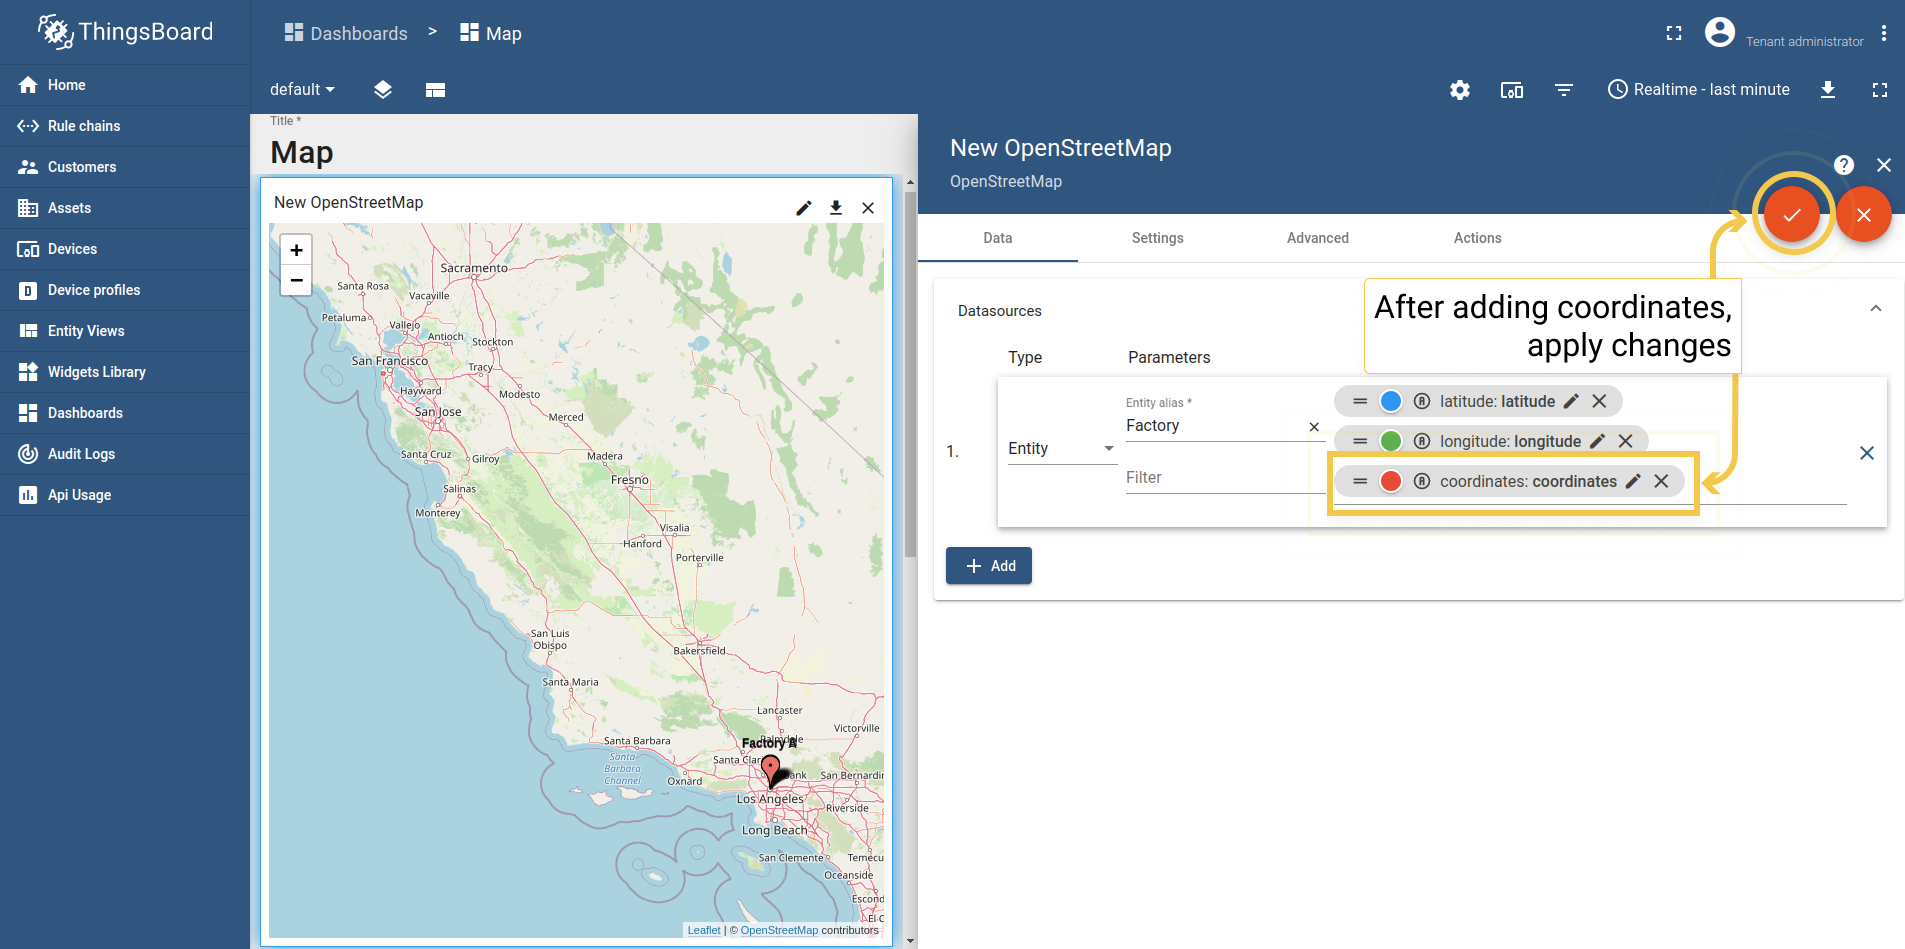 ThingsBoard
Dashboards > Map
Tenant administrator
Home
Rule chains
Customers
Assets
Devices
Device profiles
Entity Views
Widgets Library
Dashboards
Audit Logs
Api Usage
default
Realtime - last minute
Title *
Map
New OpenStreetMap
+
−
Sacramento
Santa Rosa
Vacaville
Petaluma
Vallejo
Antioch
Stockton
San Francisco
Tracy
Hayward
Modesto
San Jose
Merced
Santa Cruz
Gilroy
Madera
Fresno
Salinas
Monterey
Visalia
Hanford
Porterville
San Luis
Obispo
Bakersfield
Santa Maria
Lancaster
Victorville
Santa Barbara
Palmdale
Factory A
Santa
Barbara
Channel
Santa Clar
bank
San Bernardin
Oxnard
Los Angeles
Riverside
Long Beach
San Clemente
Temecu
Oceanside
Escond
El C
Leaflet | © OpenStreetMap contributors
New OpenStreetMap
OpenStreetMap
Data
Settings
Advanced
Actions
Datasources
After adding coordinates,
apply changes
Type
Parameters
1.
Entity
Entity alias *
Factory
Filter
latitude: latitude
longitude: longitude
coordinates: coordinates
+ Add